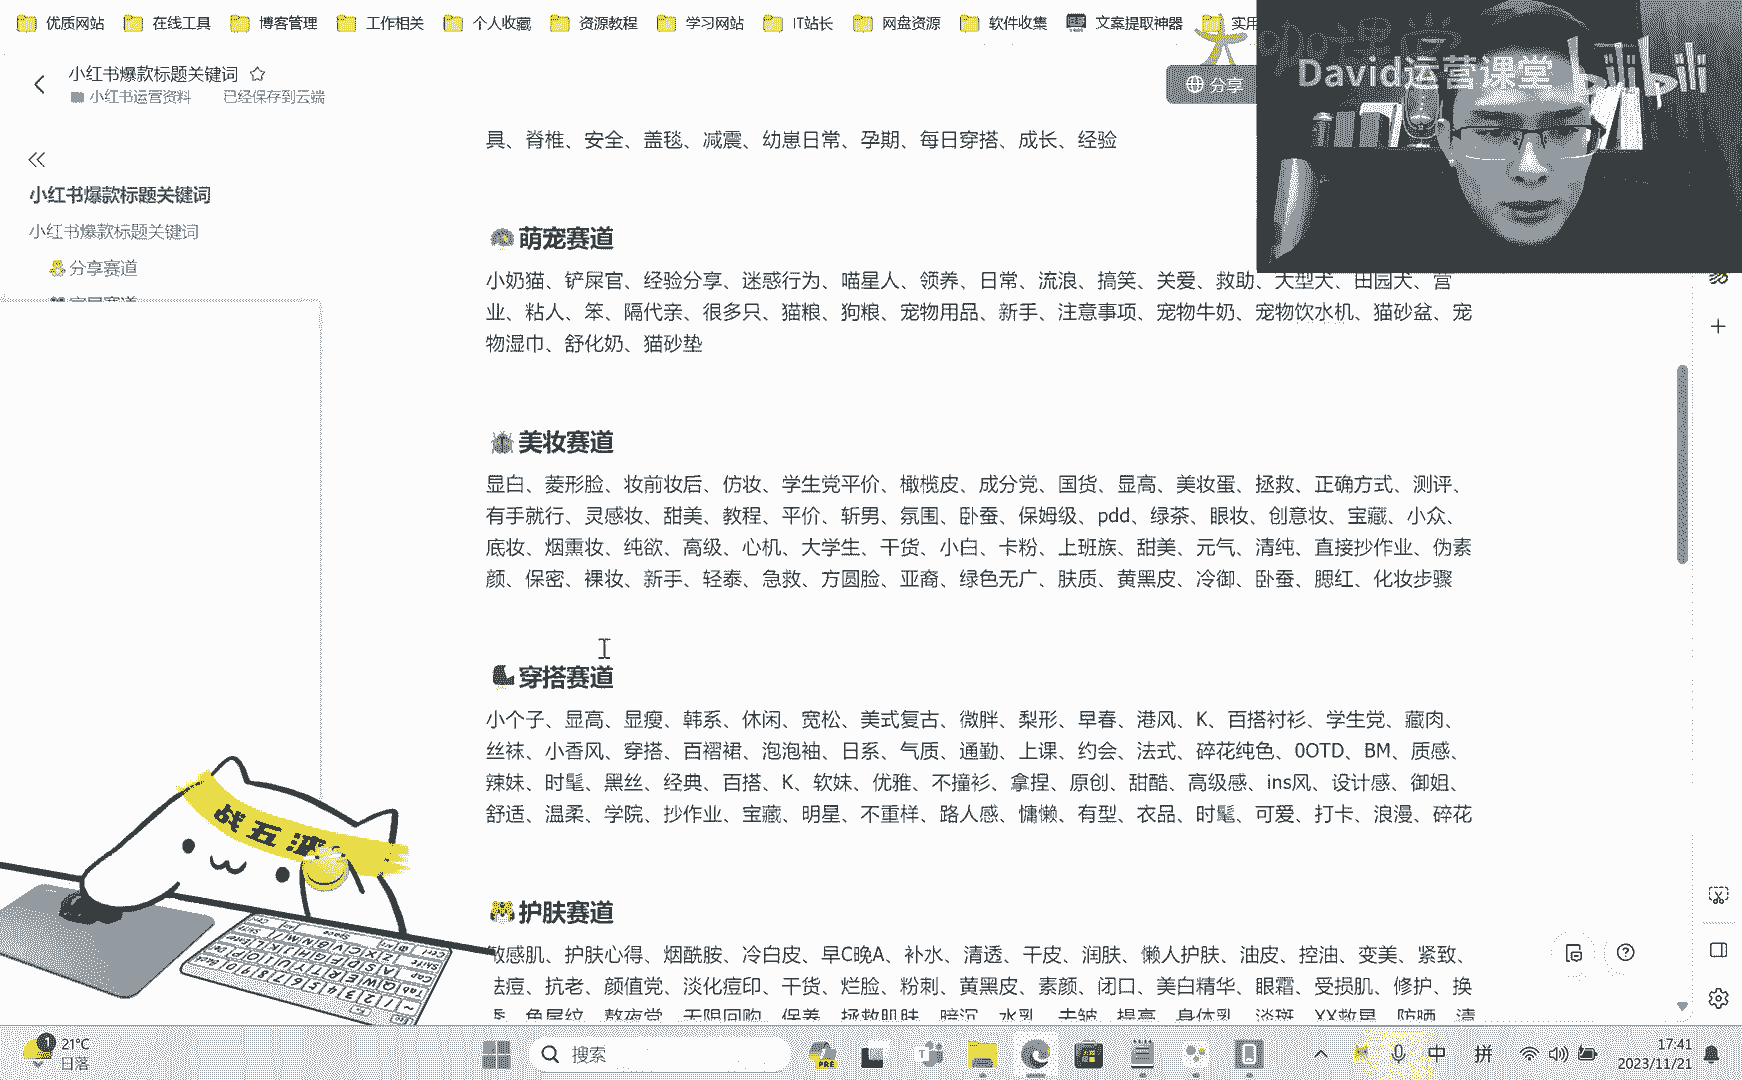 优质网站 在线工具 博客管理 工作相关 个人收藏 资源教程 学习网站 IT站长 网盘资源 软件收集 文案提取神器 实用
小红书爆款标题关键词
小红书运营资料 已经保存到云端
分享
David运营课堂 bilibili
小红书爆款标题关键词
小红书爆款标题关键词
分享赛道
具、脊椎、安全、盖毯、减震、幼崽日常、孕期、每日穿搭、成长、经验
萌宠赛道
小奶猫、铲屎官、经验分享、迷惑行为、喵星人、领养、日常、流浪、搞笑、关爱、救助、大型犬、田园犬、营
业、粘人、笨、隔代亲、很多只、猫粮、狗粮、宠物用品、新手、注意事项、宠物牛奶、宠物饮水机、猫砂盆、宠
物湿巾、舒化奶、猫砂垫
美妆赛道
显白、菱形脸、妆前妆后、仿妆、学生党平价、橄榄皮、成分党、国货、显高、美妆蛋、拯救、正确方式、测评、
有手就行、灵感妆、甜美、教程、平价、斩男、氛围、卧蚕、保姆级、pdd、绿茶、眼妆、创意妆、宝藏、小众、
底妆、烟熏妆、纯欲、高级、心机、大学生、干货、小白、卡粉、上班族、甜美、元气、清纯、直接抄作业、伪素
颜、保密、裸妆、新手、轻泰、急救、方圆脸、亚裔、绿色无广、肤质、黄黑皮、冷御、卧蚕、腮红、化妆步骤
穿搭赛道
小个子、显高、显瘦、韩系、休闲、宽松、美式复古、微胖、梨形、早春、港风、K、百搭衬衫、学生党、藏肉、
丝袜、小香风、穿搭、百褶裙、泡泡袖、日系、气质、通勤、上课、约会、法式、碎花纯色、0OTD、BM、质感、
辣妹、时髦、黑丝、经典、百搭、K、软妹、优雅、不撞衫、拿捏、原创、甜酷、高级感、ins风、设计感、御姐、
舒适、温柔、学院、抄作业、宝藏、明星、不重样、路人感、慵懒、有型、衣品、时髦、可爱、打卡、浪漫、碎花
护肤赛道
敏感肌、护肤心得、烟酰胺、冷白皮、早C晚A、补水、清透、干皮、润肤、懒人护肤、油皮、控油、变美、紧致、
祛痘、抗老、颜值党、淡化痘印、干货、烂脸、粉刺、黄黑皮、素颜、闭口、美白精华、眼霜、受损肌、修护、换
战五渣
21°C
日落
搜索
中 拼
17:41
2023/11/21